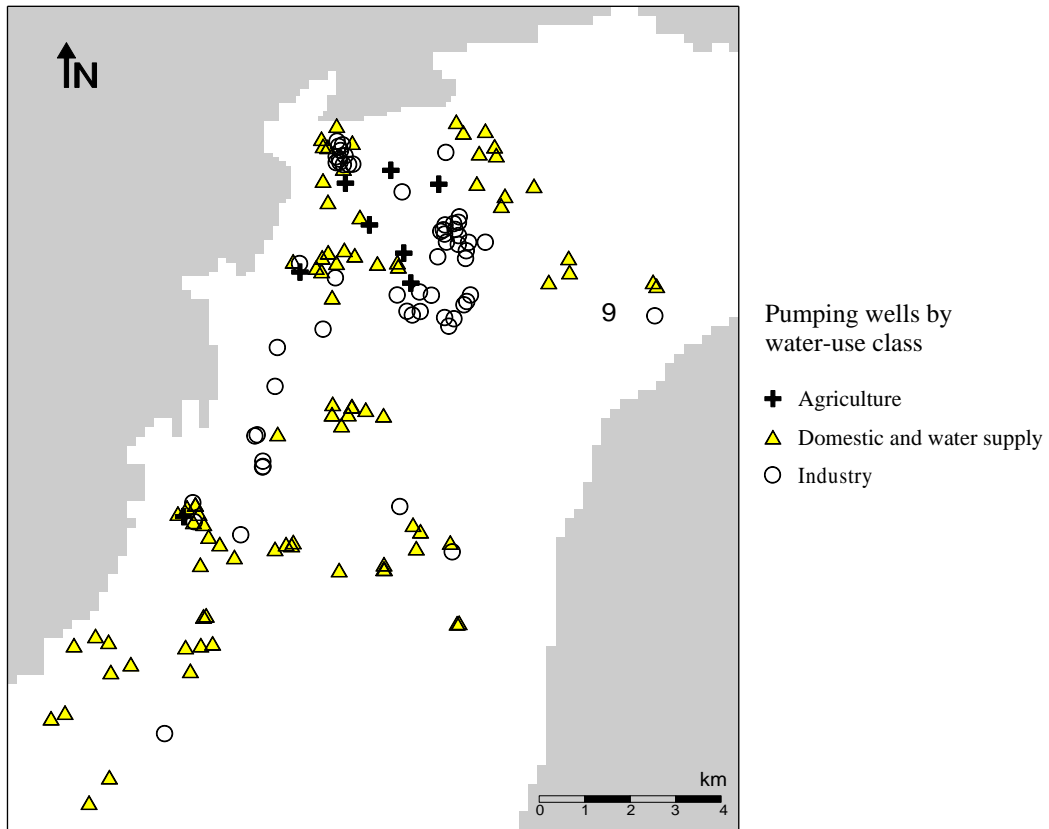 N
9
Pumping wells by
water-use class
Agriculture
Domestic and water supply
Industry
km
0 1 2 3 4